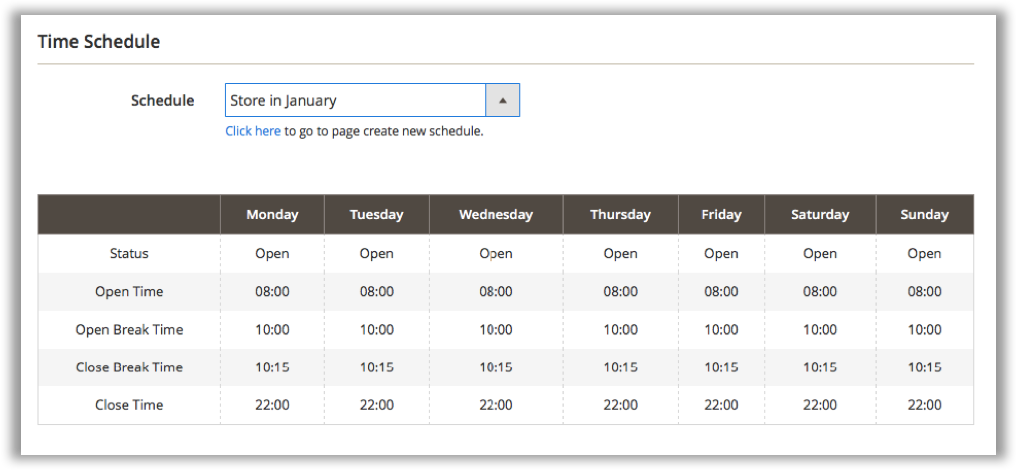 Time Schedule
Schedule Store in January
Click here to go to page create new schedule.
Monday Tuesday Wednesday Thursday Friday Saturday Sunday
Status Open Open Open Open Open Open Open
Open Time 08:00 08:00 08:00 08:00 08:00 08:00 08:00
Open Break Time 10:00 10:00 10:00 10:00 10:00 10:00 10:00
Close Break Time 10:15 10:15 10:15 10:15 10:15 10:15 10:15
Close Time 22:00 22:00 22:00 22:00 22:00 22:00 22:00